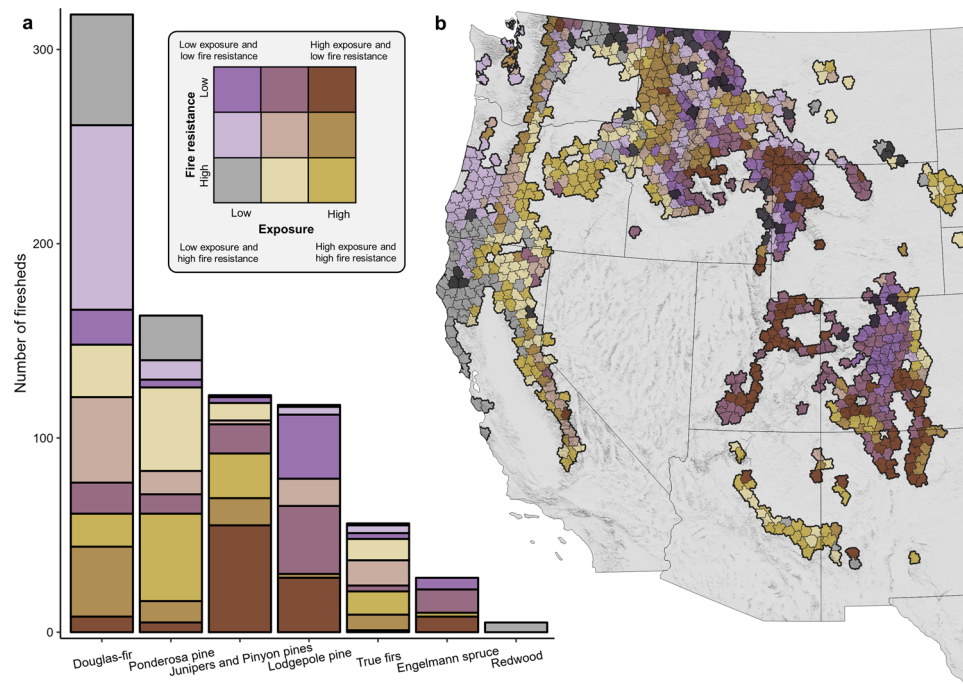 a
b
300
200
100
0
Number of firesheds
Low exposure and
low fire resistance
High exposure and
low fire resistance
Fire resistance
Low
High
Low
High
Exposure
Low exposure and
high fire resistance
High exposure and
high fire resistance
Douglas-fir
Ponderosa pine
Junipers and Pinyon pines
Lodgepole pine
True firs
Engelmann spruce
Redwood